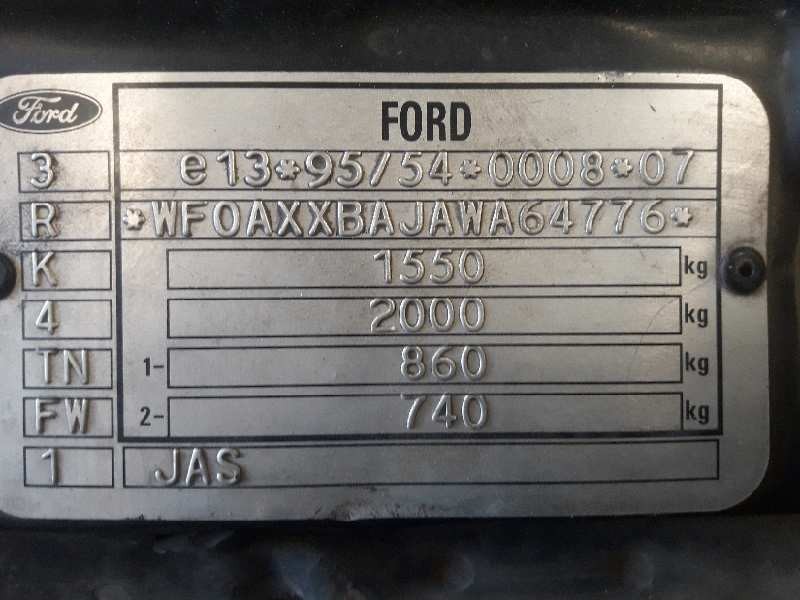 Ford FORD
3 e13*95/54*0008*07
R *WF0AXXBAJAWA64776*
K 1550 kg
4 2000 kg
TN 1- 860 kg
FW 2- 740 kg
1 JAS